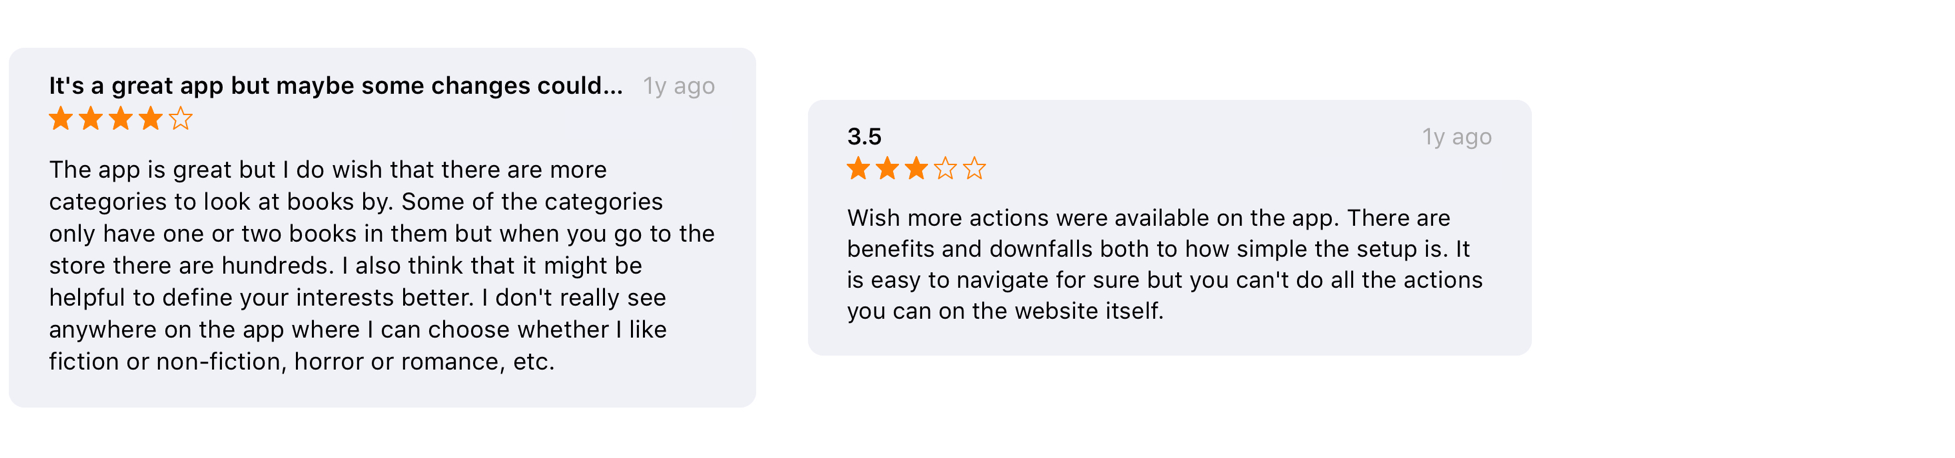 It's a great app but maybe some changes could... 1y ago
The app is great but I do wish that there are more
categories to look at books by. Some of the categories
only have one or two books in them but when you go to the
store there are hundreds. I also think that it might be
helpful to define your interests better. I don't really see
anywhere on the app where I can choose whether I like
fiction or non-fiction, horror or romance, etc.
3.5 1y ago
Wish more actions were available on the app. There are
benefits and downfalls both to how simple the setup is. It
is easy to navigate for sure but you can't do all the actions
you can on the website itself.